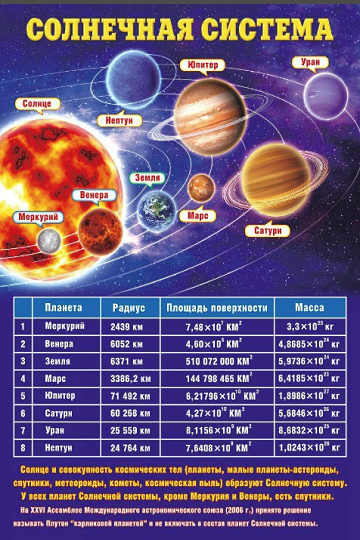 СОЛНЕЧНАЯ СИСТЕМА
Уран
Юпитер
Солнце
Нептун
Земля
Венера
Марс
Меркурий
Сатурн
Планета Радиус Площадь поверхности Масса
1 Меркурий 2439 км 7,48×10⁷ КМ² 3,3×10²³ кг
2 Венера 6052 км 4,60×10⁸ КМ² 4,8685×10²⁴ кг
3 Земля 6371 км 510 072 000 КМ² 5,9736×10²⁴ кг
4 Марс 3386,2 км 144 798 465 КМ² 6,4185×10²³ кг
5 Юпитер 71 492 км 6,21796×10¹⁰ КМ² 1,8986×10²⁷ кг
6 Сатурн 60 268 км 4,27×10¹⁰ КМ² 5,6846×10²⁶ кг
7 Уран 25 559 км 8,1156×10⁹ КМ² 8,6832×10²⁵ кг
8 Нептун 24 764 км 7,6408×10⁹ КМ² 1,0243×10²⁶ кг
Солнце и совокупность космических тел (планеты, малые планеты-астероиды,
спутники, метеороиды, кометы, космическая пыль) образуют Солнечную систему.
У всех планет Солнечной системы, кроме Меркурия и Венеры, есть спутники.
На XXVI Ассамблее Международного астрономического союза (2006 г.) принято решение
называть Плутон "карликовой планетой" и не включать в состав планет Солнечной системы.